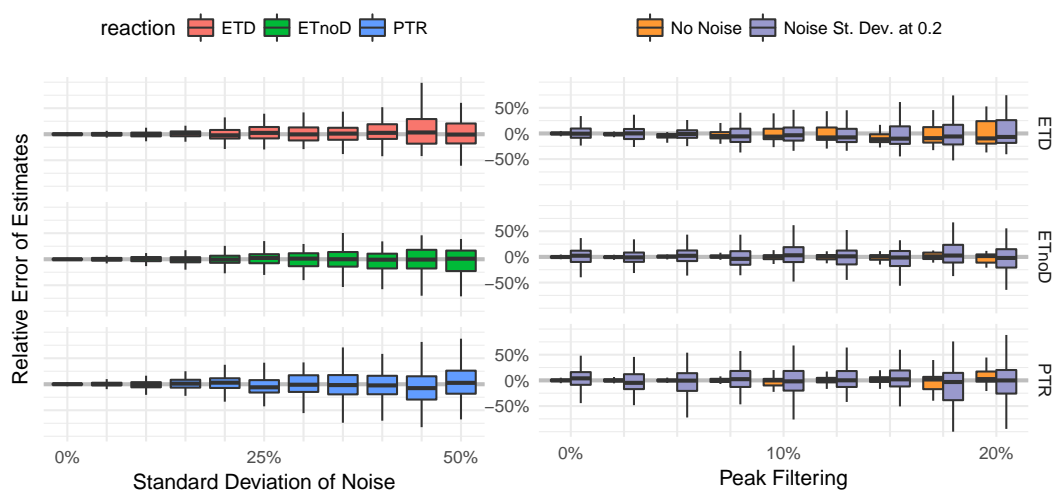 reaction ETD ETnoD PTR
No Noise Noise St. Dev. at 0.2
Relative Error of Estimates
50%
0%
−50%
ETD
50%
0%
−50%
ETnoD
50%
0%
−50%
PTR
0% 25% 50%
0% 10% 20%
Standard Deviation of Noise
Peak Filtering